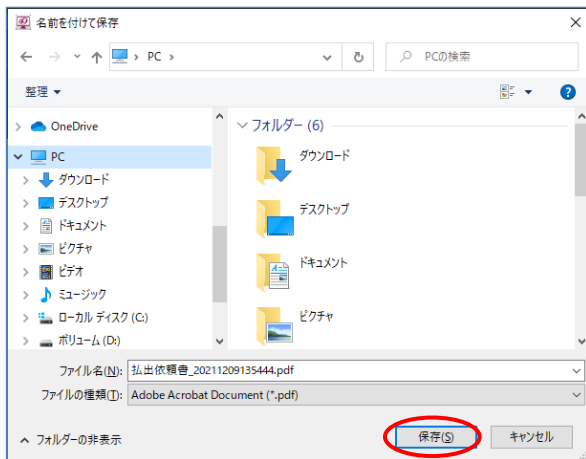 名前を付けて保存
PC
PCの検索
整理
OneDrive
PC
ダウンロード
デスクトップ
ドキュメント
ピクチャ
ビデオ
ミュージック
ローカル ディスク (C:)
ボリューム (D:)
フォルダー (6)
ダウンロード
デスクトップ
ドキュメント
ピクチャ
ファイル名(N): 払出依頼書_20211209135444.pdf
ファイルの種類(T): Adobe Acrobat Document (*.pdf)
フォルダーの非表示
保存(S)
キャンセル